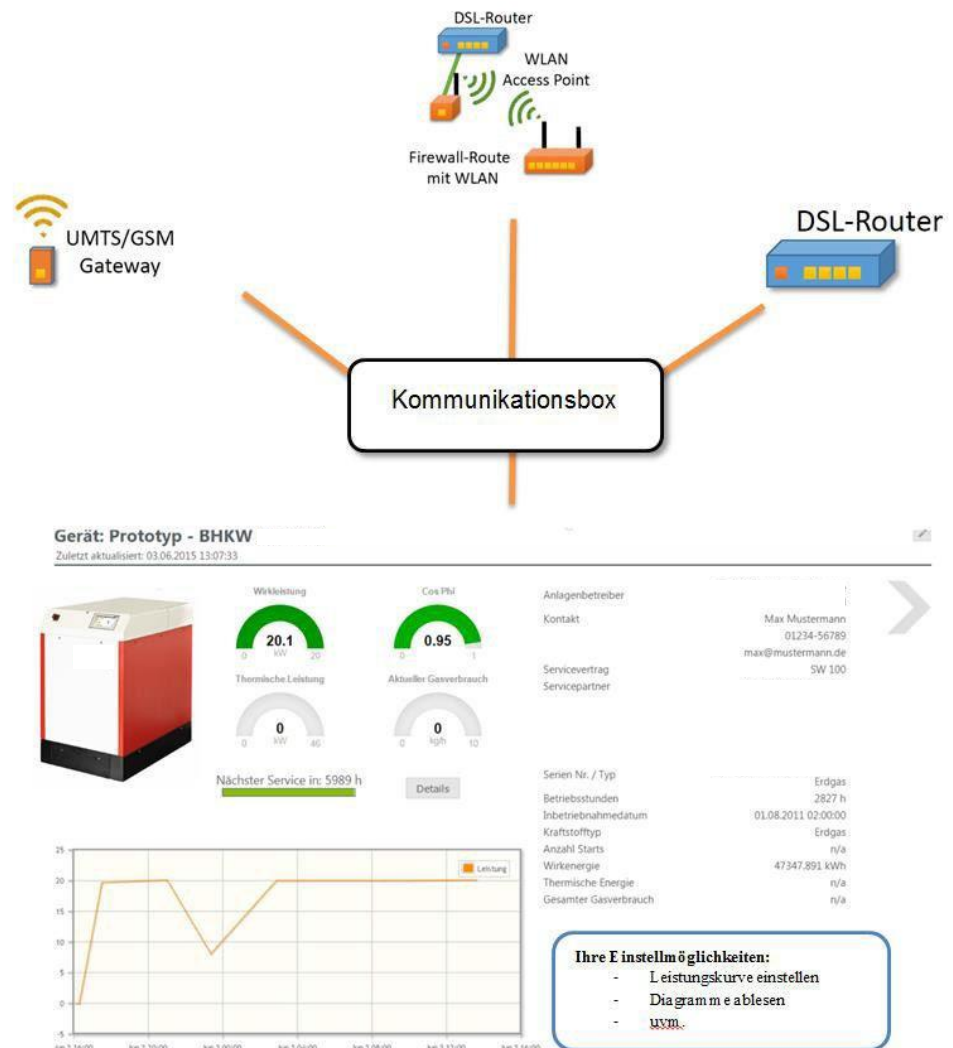 DSL-Router
WLAN
Access Point
Firewall-Route
mit WLAN
UMTS/GSM
Gateway
DSL-Router
Kommunikationsbox
Gerät: Prototyp - BHKW
Zuletzt aktualisiert: 03.06.2015 13:07:33
Wirkleistung
20.1
kW
0 20
Cos Phi
0.95
0 1
Thermische Leistung
0
kW
0 46
Aktueller Gasverbrauch
0
kg/h
0 10
Nächster Service in: 5989 h
Details
Anlagenbetreiber
Kontakt Max Mustermann
01234-56789
max@mustermann.de
Servicevertrag SW 100
Servicepartner
Serien Nr. / Typ Erdgas
Betriebsstunden 2827 h
Inbetriebnahmedatum 01.08.2011 02:00:00
Kraftstofftyp Erdgas
Anzahl Starts n/a
Wirkenergie 47347.891 kWh
Thermische Energie n/a
Gesamter Gasverbrauch n/a
25
20
15
10
5
0
-5
Leistung
Ihre Einstellmöglichkeiten:
- Leistungskurve einstellen
- Diagramme ablesen
- uvm.